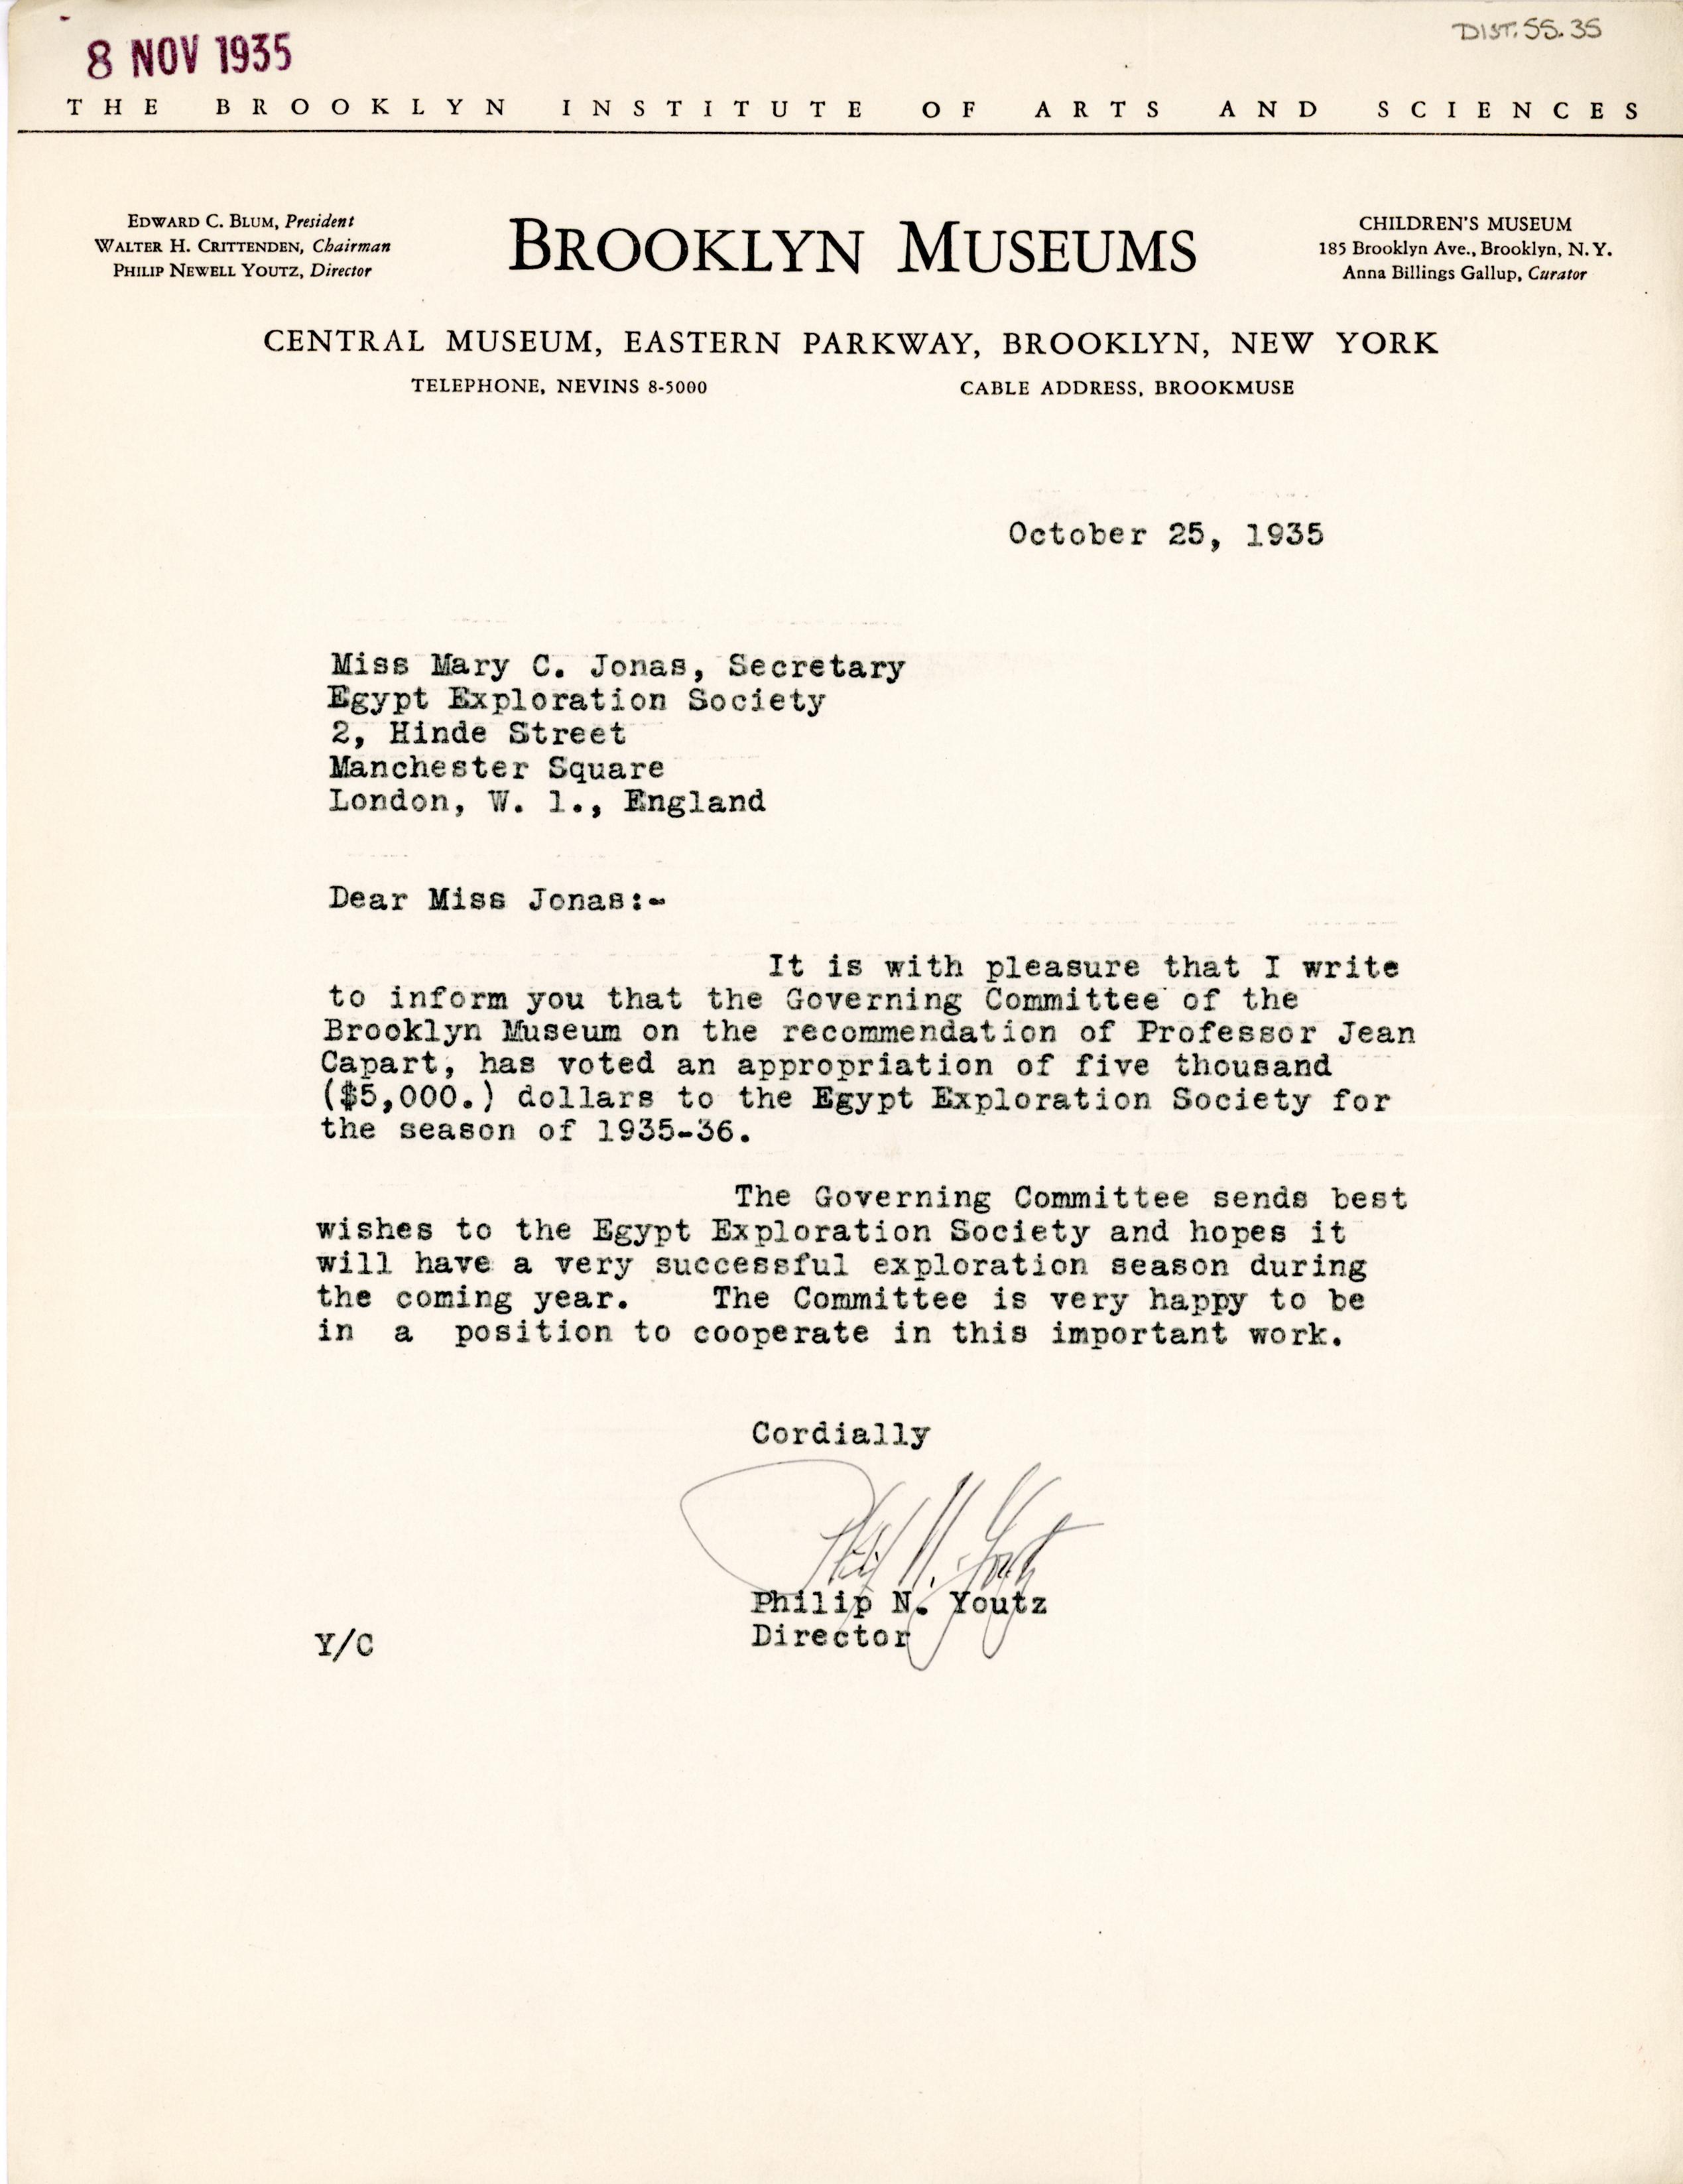 8 NOV 1935
DIST. 55.35
THE BROOKLYN INSTITUTE OF ARTS AND SCIENCES
EDWARD C. BLUM, President
WALTER H. CRITTENDEN, Chairman
PHILIP NEWELL YOUTZ, Director
BROOKLYN MUSEUMS
CHILDREN'S MUSEUM
185 Brooklyn Ave., Brooklyn, N. Y.
Anna Billings Gallup, Curator
CENTRAL MUSEUM, EASTERN PARKWAY, BROOKLYN, NEW YORK
TELEPHONE, NEVINS 8-5000 CABLE ADDRESS, BROOKMUSE
October 25, 1935
Miss Mary C. Jonas, Secretary
Egypt Exploration Society
2, Hinde Street
Manchester Square
London, W. 1., England
Dear Miss Jonas:-
It is with pleasure that I write
to inform you that the Governing Committee of the
Brooklyn Museum on the recommendation of Professor Jean
Capart, has voted an appropriation of five thousand
($5,000.) dollars to the Egypt Exploration Society for
the season of 1935-36.
The Governing Committee sends best
wishes to the Egypt Exploration Society and hopes it
will have a very successful exploration season during
the coming year. The Committee is very happy to be
in a position to cooperate in this important work.
Cordially
Philip N. Youtz
Philip N. Youtz
Director
Y/C